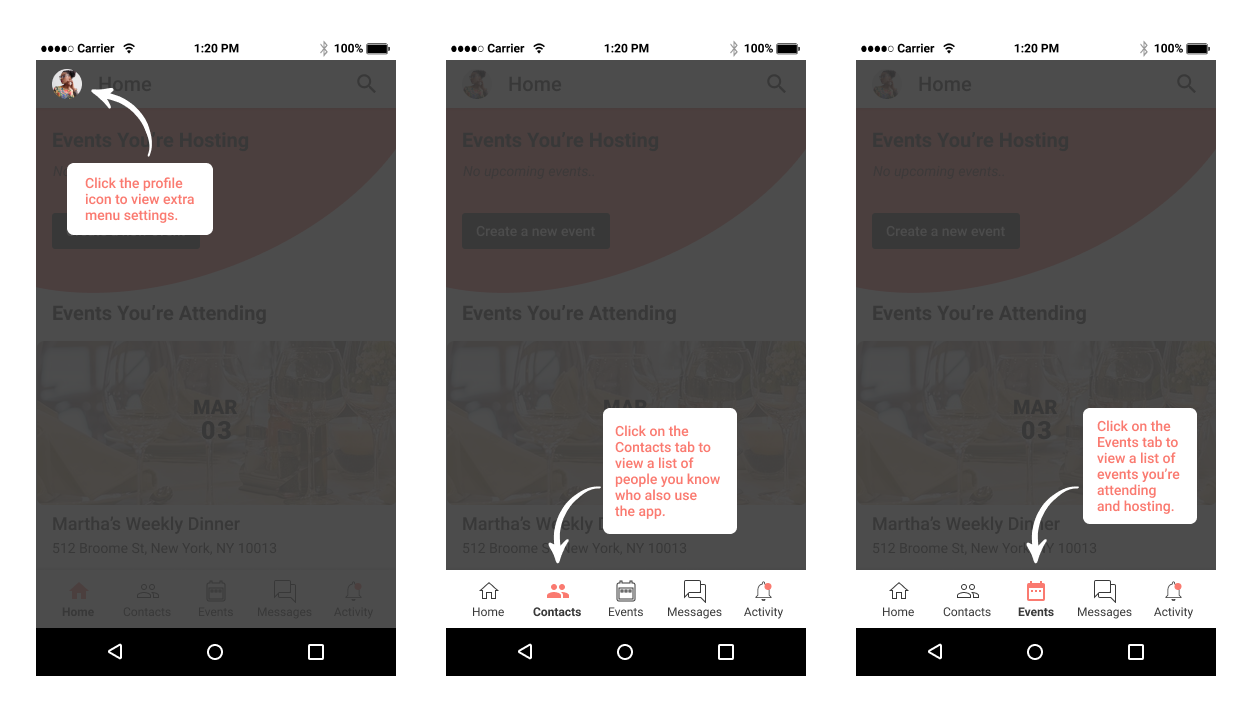 Carrier 1:20 PM 100%
Home
Events You're Hosting
No
Click the profile
icon to view extra
menu settings.
Events You're Attending
MAR
03
Martha's Weekly Dinner
512 Broome St, New York, NY 10013
Home Contacts Events Messages Activity
Carrier 1:20 PM 100%
Home
Events You're Hosting
No upcoming events.
Create a new event
Events You're Attending
MAR
Click on the
Contacts tab to
view a list of
people you know
who also use
the app.
Martha's Weekly D
512 Broome St, New York, NY 10013
Home Contacts Events Messages Activity
Carrier 1:20 PM 100%
Home
Events You're Hosting
No upcoming events.
Create a new event
Events You're Attending
MAR
03
Click on the
Events tab to
view a list of
events you're
attending
and hosting.
Martha's Weekly Dinner
512 Broome St, New York, NY 10013
Home Contacts Events Messages Activity